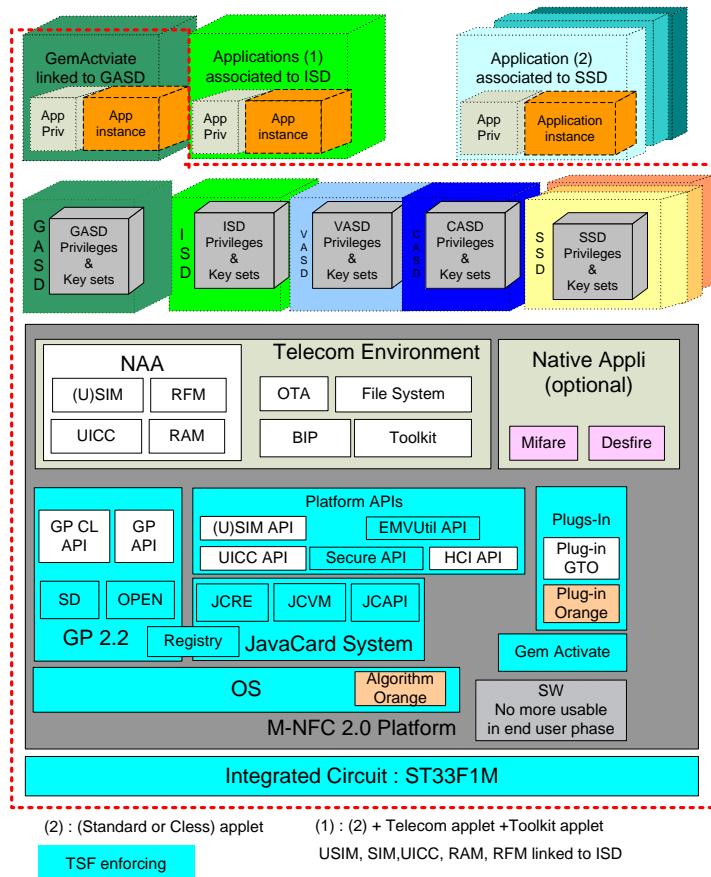 GemActviate
linked to GASD
App
Priv
App
instance
Applications (1)
associated to ISD
App
Priv
App
instance
Application (2)
associated to SSD
App
Priv
Application
instance
GASD
GASD
Privileges
&
Key sets
ISD
ISD
Privileges
&
Key sets
VASD
VASD
Privileges
&
Key sets
CASD
CASD
Privileges
&
Key sets
SSD
SSD
Privileges
&
Key sets
NAA
(U)SIM
RFM
UICC
RAM
Telecom Environment
OTA
File System
BIP
Toolkit
Native Appli
(optional)
Mifare
Desfire
GP CL
API
GP
API
SD
OPEN
GP 2.2
Platform APIs
(U)SIM API
EMVUtil API
UICC API
Secure API
HCI API
JCRE
JCVM
JCAPI
Registry
JavaCard System
Plugs-In
Plug-in
GTO
Plug-in
Orange
Gem Activate
OS
Algorithm
Orange
SW
No more usable
in end user phase
M-NFC 2.0 Platform
Integrated Circuit : ST33F1M
(2) : (Standard or Cless) applet
(1) : (2) + Telecom applet +Toolkit applet
USIM, SIM,UICC, RAM, RFM linked to ISD
TSF enforcing